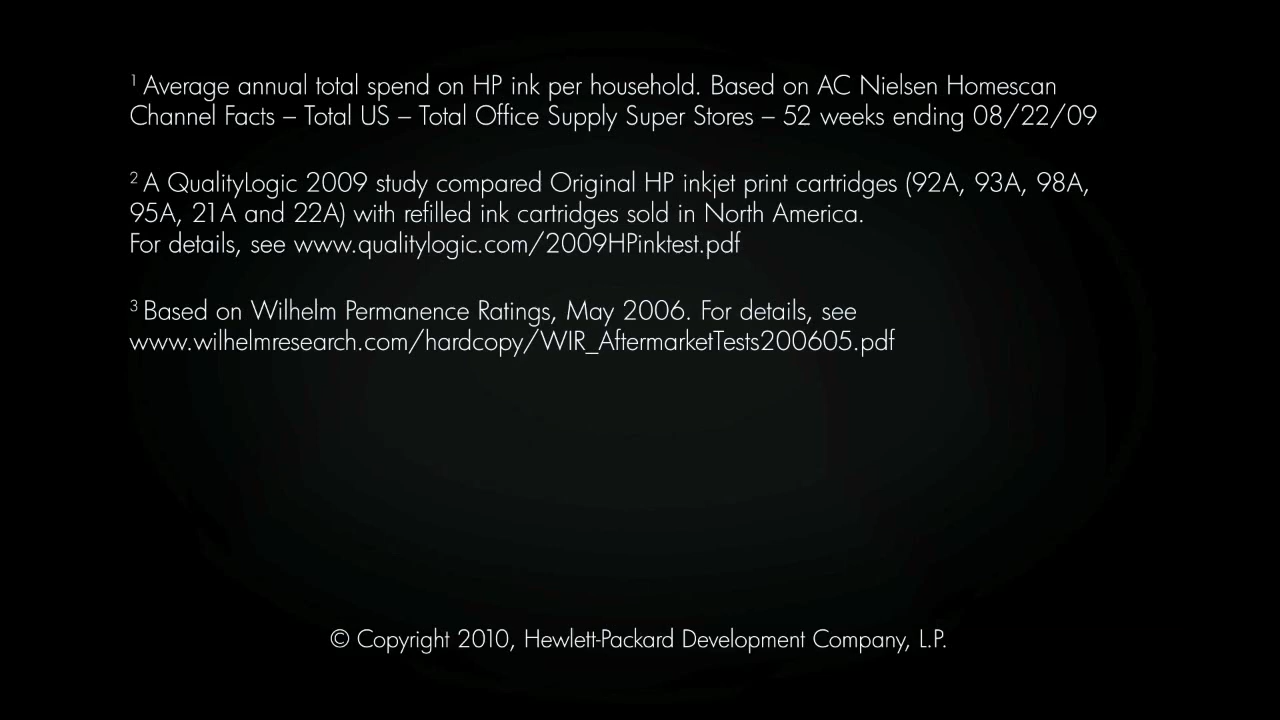 ¹ Average annual total spend on HP ink per household. Based on AC Nielsen Homescan
Channel Facts – Total US – Total Office Supply Super Stores – 52 weeks ending 08/22/09
² A QualityLogic 2009 study compared Original HP inkjet print cartridges (92A, 93A, 98A,
95A, 21A and 22A) with refilled ink cartridges sold in North America.
For details, see www.qualitylogic.com/2009HPinktest.pdf
³ Based on Wilhelm Permanence Ratings, May 2006. For details, see
www.wilhelmresearch.com/hardcopy/WIR_AftermarketTests200605.pdf
© Copyright 2010, Hewlett-Packard Development Company, L.P.